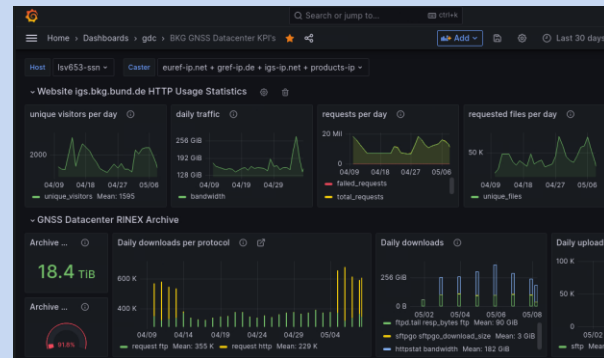 Search or jump to... ctrl+k
Home › Dashboards › gdc › BKG GNSS Datacenter KPI's
Add
Last 30 days
Host lsv653-ssn Caster euref-ip.net + gref-ip.de + igs-ip.net + products-ip
Website igs.bkg.bund.de HTTP Usage Statistics
unique visitors per day
2000
04/09 04/18 04/27 05/06
unique_visitors Mean: 1595
daily traffic
256 GiB
192 GiB
128 GiB
04/09 04/19 04/29
bandwidth
requests per day
20 Mil
0
04/09 04/18 04/27 05/06
failed_requests
total_requests
requested files per day
50 K
04/09 04/18 04/27 05/06
unique_files
GNSS Datacenter RINEX Archive
Archive ...
18.4 TiB
Archive ...
91.8%
Daily downloads per protocol
600 K
400 K
04/09 04/14 04/19 04/24 04/29 05/04
request ftp Mean: 355 K request http Mean: 229 K
Daily downloads
256 GiB
0 B
05/02 05/04 05/06 05/08
ftpd.tali resp_bytes ftp Mean: 90 GiB
sftpgo sftpgo_download_size Mean: 3 GiB
httpstat bandwidth Mean: 182 GiB
Daily upload
100 K
50 K
0
05/02
sftp Mean